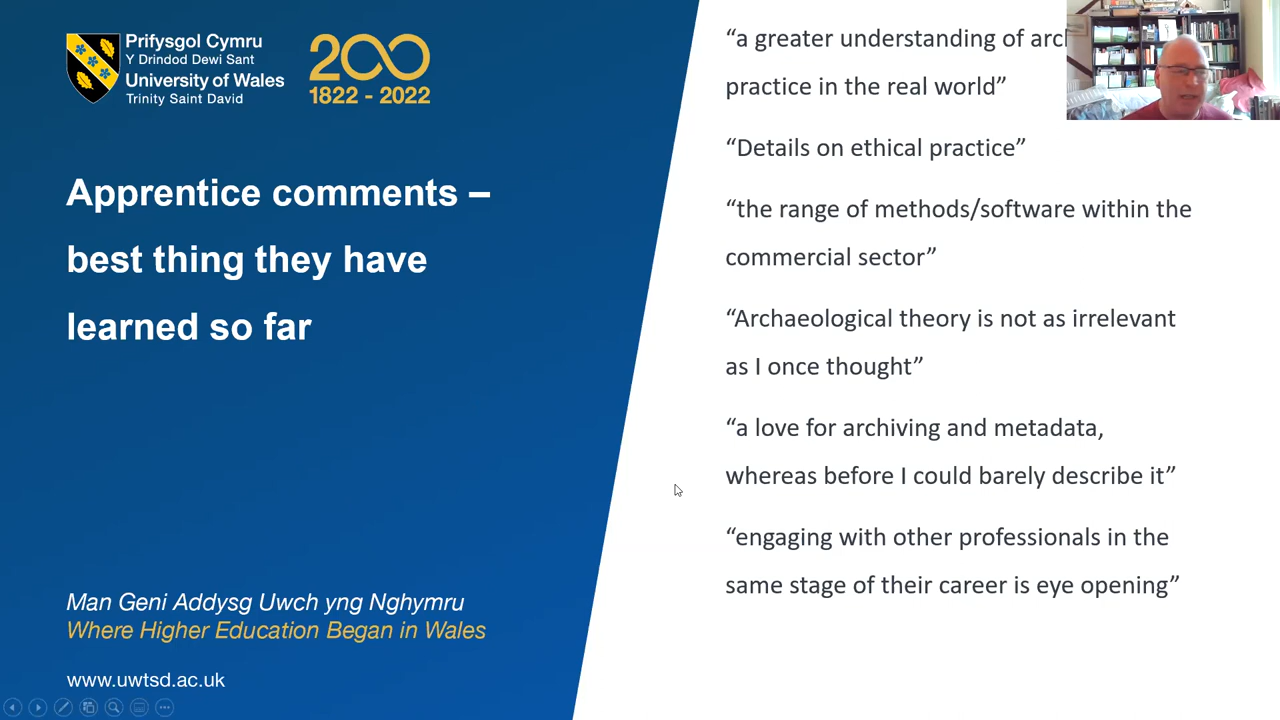 Prifysgol Cymru
Y Drindod Dewi Sant
University of Wales
Trinity Saint David
200
1822 - 2022
Apprentice comments –
best thing they have
learned so far
Man Geni Addysg Uwch yng Nghymru
Where Higher Education Began in Wales
www.uwtsd.ac.uk
“a greater understanding of
practice in the real world”
“Details on ethical practice”
“the range of methods/software within the
commercial sector”
“Archaeological theory is not as irrelevant
as I once thought”
“a love for archiving and metadata,
whereas before I could barely describe it”
“engaging with other professionals in the
same stage of their career is eye opening”